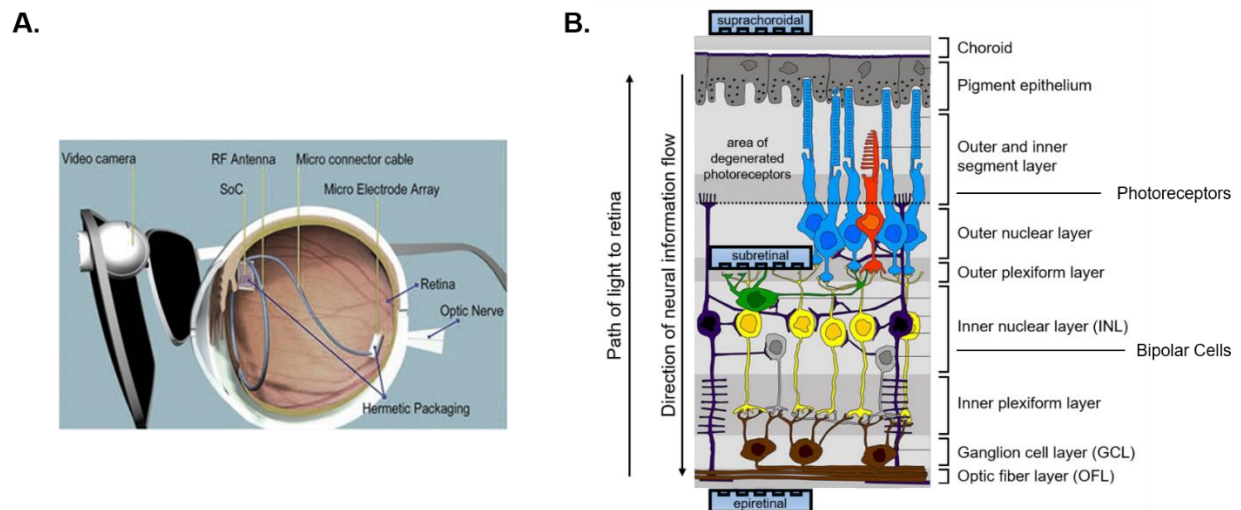 A.
Video camera
RF Antenna
Micro connector cable
SoC
Micro Electrode Array
Retina
Optic Nerve
Hermetic Packaging
B.
suprachoroidal
Path of light to retina
Direction of neural information flow
area of
degenerated
photoreceptors
subretinal
epiretinal
Choroid
Pigment epithelium
Outer and inner
segment layer
Photoreceptors
Outer nuclear layer
Outer plexiform layer
Inner nuclear layer (INL)
Bipolar Cells
Inner plexiform layer
Ganglion cell layer (GCL)
Optic fiber layer (OFL)